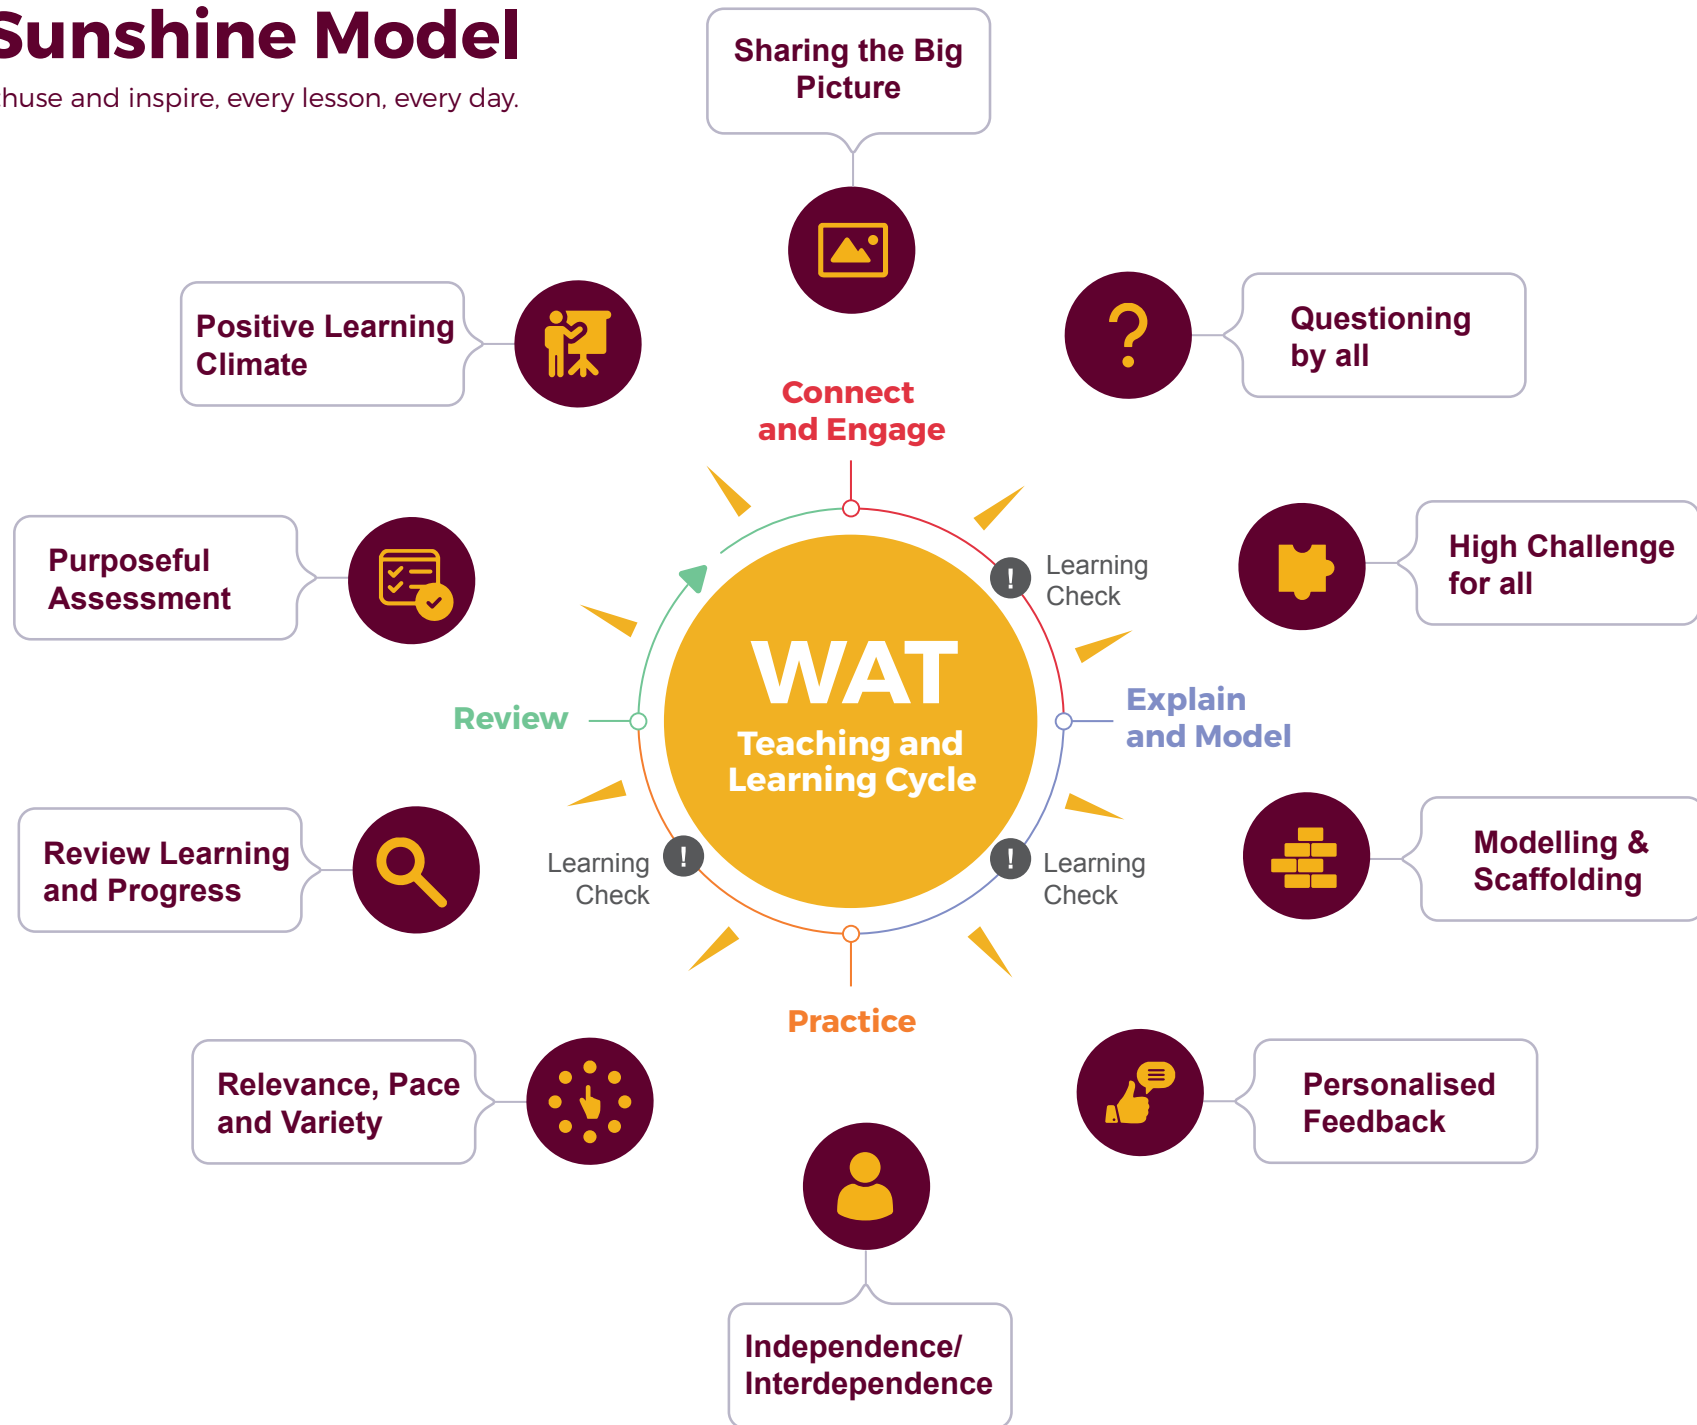 Sunshine Model
and inspire, every lesson, every day.
Sharing the Big
Picture
Positive Learning
Climate
Questioning
by all
Connect
and Engage
Purposeful
Assessment
Learning
Check
High Challenge
for all
WAT
Teaching and
Learning Cycle
Review
Explain
and Model
Review Learning
and Progress
Learning
Check
Learning
Check
Modelling &
Scaffolding
Practice
Relevance, Pace
and Variety
Personalised
Feedback
Independence/
Interdependence